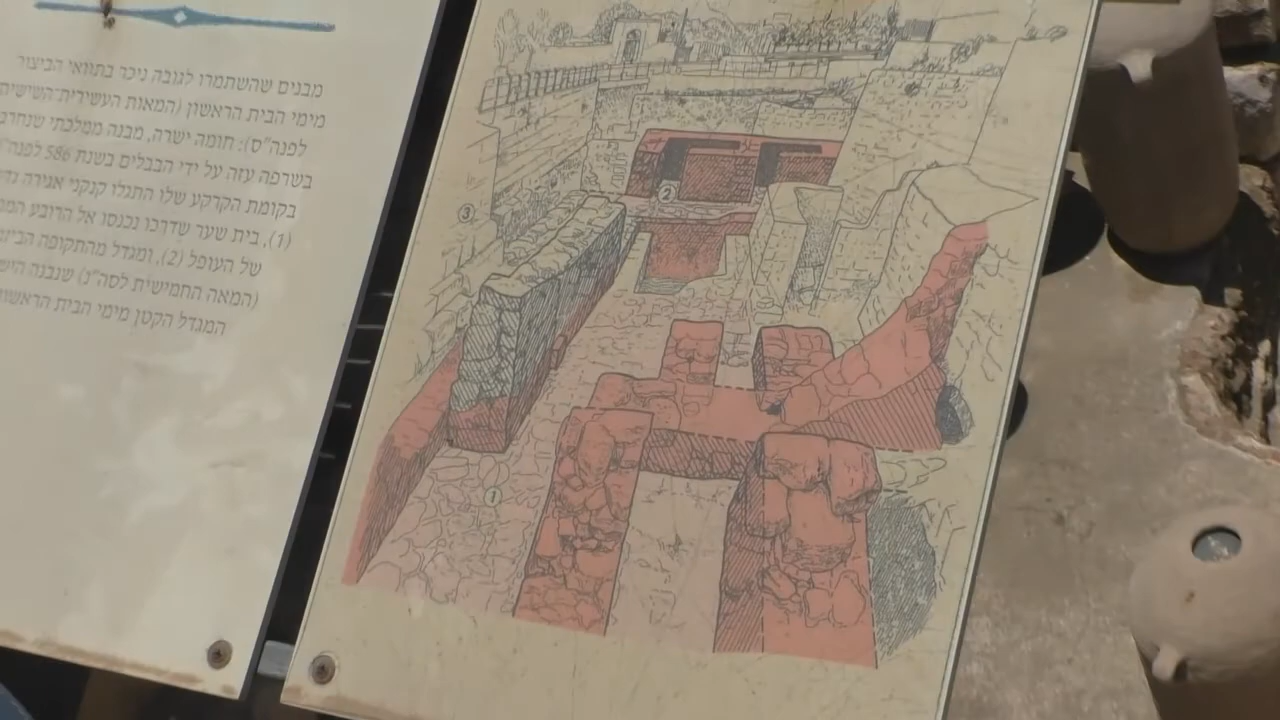 מבנים שהשתמרו לגובה ניכר בתוואי הביצור
מימי הבית הראשון (המאות העשירית-השישית
לפנה"ס): חומה ישרה, מבנה ממלכתי שנחרב
בשרפה עזה על ידי הבבלים בשנת 586 לפנה"ס
בקומת הקרקע שלו התגלו קנקני אגירה
(1), בית שער שדרכו נכנסו אל הרובע
של העופל (2), ומגדל מהתקופה
(המאה החמישית לסה"נ) שנבנה
המגדל הקטן מימי הבית הראשון
3
2
1